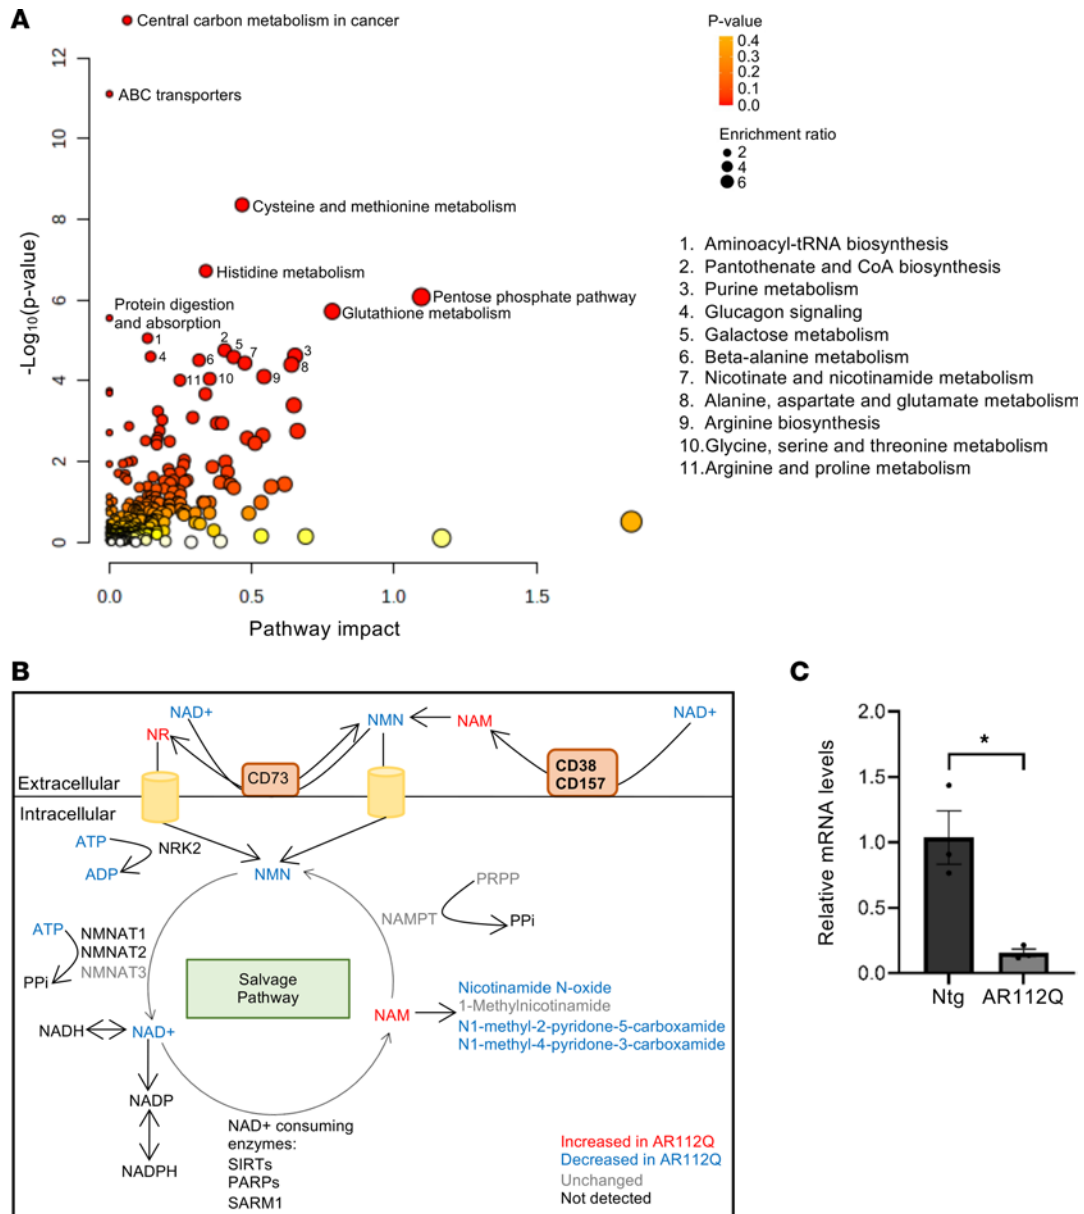 A
Central carbon metabolism in cancer
ABC transporters
Cysteine and methionine metabolism
Histidine metabolism
Pentose phosphate pathway
Glutathione metabolism
Protein digestion
and absorption
1
2
3
4
5
6
7
8
9
10
11
12
10
8
6
4
2
0
-Log10(p-value)
0.0
0.5
1.0
1.5
Pathway impact
P-value
0.4
0.3
0.2
0.1
0.0
Enrichment ratio
2
4
6
1. Aminoacyl-tRNA biosynthesis
2. Pantothenate and CoA biosynthesis
3. Purine metabolism
4. Glucagon signaling
5. Galactose metabolism
6. Beta-alanine metabolism
7. Nicotinate and nicotinamide metabolism
8. Alanine, aspartate and glutamate metabolism
9. Arginine biosynthesis
10.Glycine, serine and threonine metabolism
11.Arginine and proline metabolism
B
NAD+
NR
NMN
NAM
NAD+
CD73
CD38
CD157
Extracellular
Intracellular
ATP
NRK2
ADP
NMN
PRPP
NAMPT
PPi
ATP
NMNAT1
NMNAT2
NMNAT3
PPi
Salvage
Pathway
NADH
NAD+
NAM
Nicotinamide N-oxide
1-Methylnicotinamide
N1-methyl-2-pyridone-5-carboxamide
N1-methyl-4-pyridone-3-carboxamide
NADP
NADPH
NAD+ consuming
enzymes:
SIRTs
PARPs
SARM1
Increased in AR112Q
Decreased in AR112Q
Unchanged
Not detected
C
Relative mRNA levels
2.0
1.5
1.0
0.5
0.0
*
Ntg
AR112Q